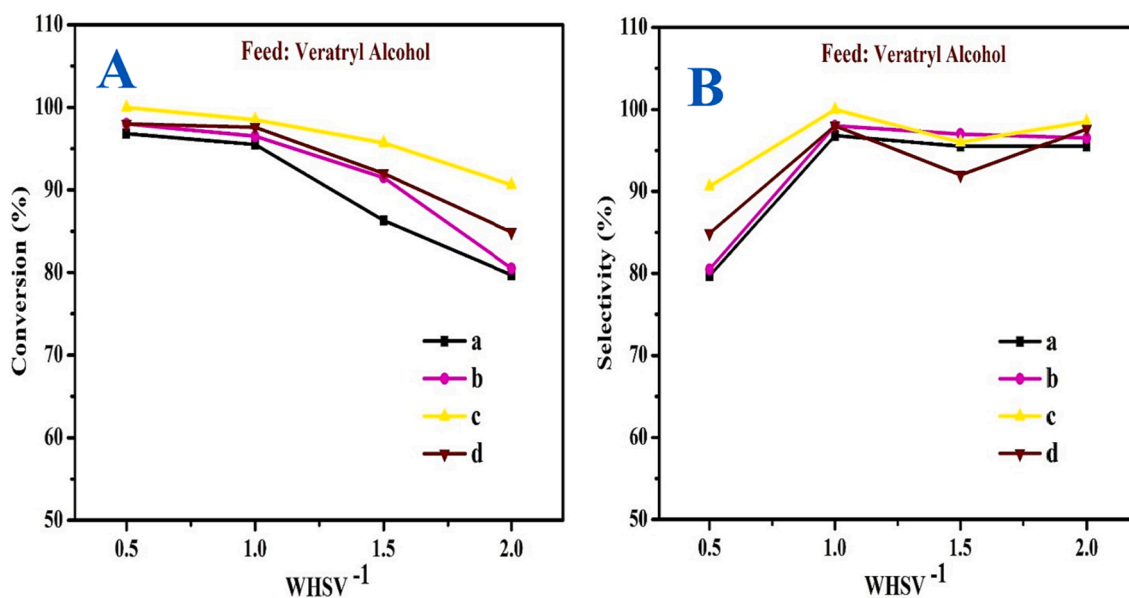 A
Feed: Veratryl Alcohol
110
100
90
80
70
60
50
Conversion (%)
a
b
c
d
0.5 1.0 1.5 2.0
WHSV -1
B
Feed: Veratryl Alcohol
110
100
90
80
70
60
50
Selectivity (%)
a
b
c
d
0.5 1.0 1.5 2.0
WHSV -1